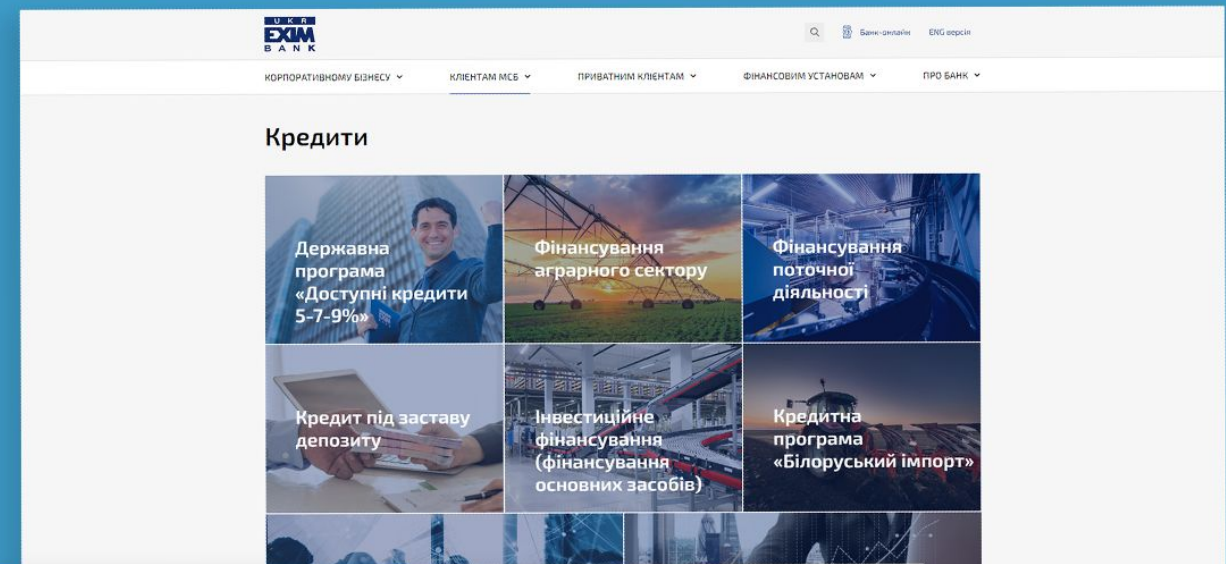 UKR
EXIM
BANK
Банк-онлайн
ENG версія
КОРПОРАТИВНОМУ БІЗНЕСУ
КЛІЄНТАМ МСБ
ПРИВАТНИМ КЛІЄНТАМ
ФІНАНСОВИМ УСТАНОВАМ
ПРО БАНК
Кредити
Державна
програма
«Доступні кредити
5-7-9%»
Фінансування
аграрного сектору
Фінансування
поточної
діяльності
Кредит під заставу
депозиту
Інвестиційне
фінансування
(фінансування
основних засобів)
Кредитна
програма
«Білоруський імпорт»